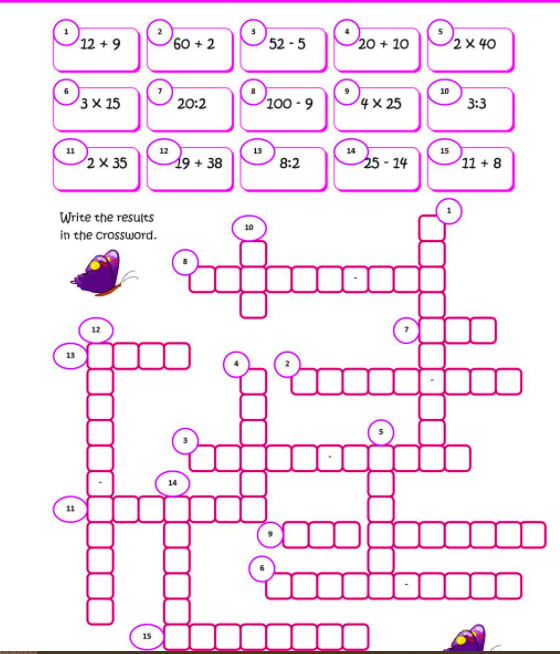 1 2 3 4 5
12 + 9 60 + 2 52 - 5 20 + 10 2 X 40
6 7 8 9 10
3 X 15 20:2 100 - 9 4 X 25 3:3
11 12 13 14 15
2 X 35 19 + 38 8:2 25 - 14 11 + 8
Write the results
in the crossword.
1
10
8
-
12 7
13 4 2
-
5
3
-
- 14
11
9
6
-
15